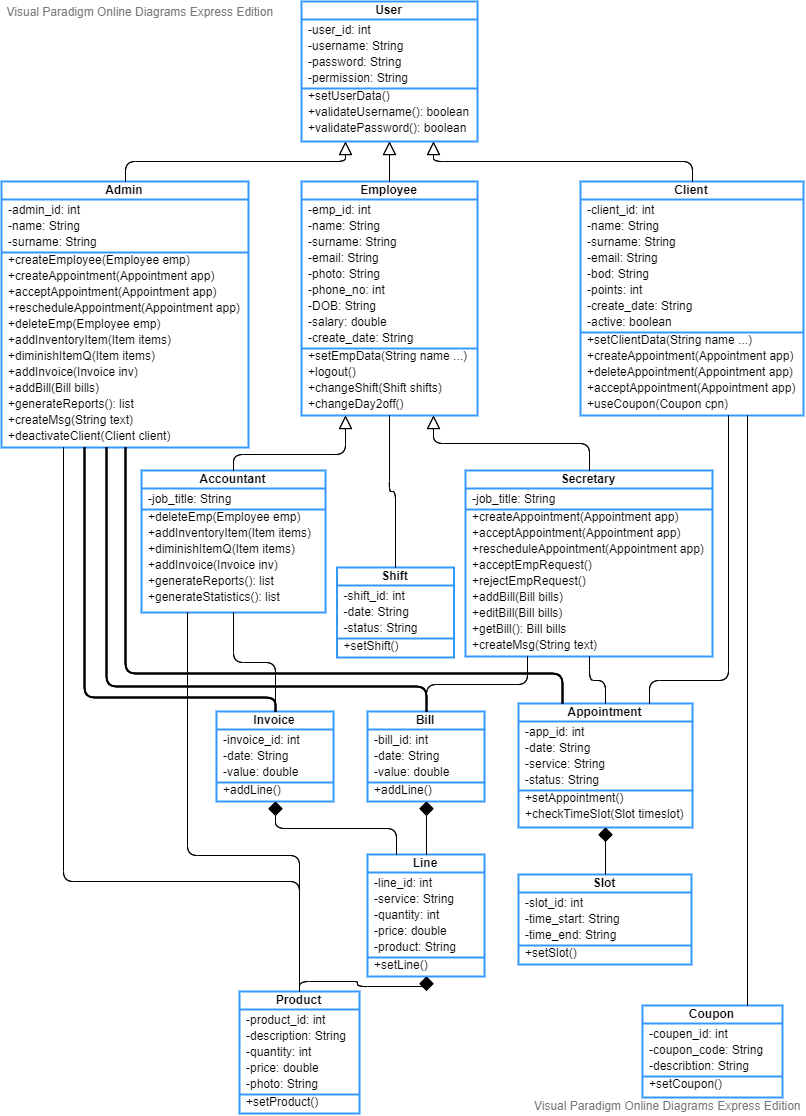 Visual Paradigm Online Diagrams Express Edition
User
-user_id: int
-username: String
-password: String
-permission: String
+setUserData()
+validateUsername(): boolean
+validatePassword(): boolean
Admin
-admin_id: int
-name: String
-surname: String
+createEmployee(Employee emp)
+createAppointment(Appointment app)
+acceptAppointment(Appointment app)
+rescheduleAppointment(Appointment app)
+deleteEmp(Employee emp)
+addInventoryItem(Item items)
+diminishItemQ(Item items)
+addInvoice(Invoice inv)
+addBill(Bill bills)
+generateReports(): list
+createMsg(String text)
+deactivateClient(Client client)
Employee
-emp_id: int
-name: String
-surname: String
-email: String
-photo: String
-phone_no: int
-DOB: String
-salary: double
-create_date: String
+setEmpData(String name ...)
+logout()
+changeShift(Shift shifts)
+changeDay2off()
Client
-client_id: int
-name: String
-surname: String
-email: String
-bod: String
-points: int
-create_date: String
-active: boolean
+setClientData(String name ...)
+createAppointment(Appointment app)
+deleteAppointment(Appointment app)
+acceptAppointment(Appointment app)
+useCoupon(Coupon cpn)
Accountant
-job_title: String
+deleteEmp(Employee emp)
+addInventoryItem(Item items)
+diminishItemQ(Item items)
+addInvoice(Invoice inv)
+generateReports(): list
+generateStatistics(): list
Shift
-shift_id: int
-date: String
-status: String
+setShift()
Secretary
-job_title: String
+createAppointment(Appointment app)
+acceptAppointment(Appointment app)
+rescheduleAppointment(Appointment app)
+acceptEmpRequest()
+rejectEmpRequest()
+addBill(Bill bills)
+editBill(Bill bills)
+getBill(): Bill bills
+createMsg(String text)
Invoice
-invoice_id: int
-date: String
-value: double
+addLine()
Bill
-bill_id: int
-date: String
-value: double
+addLine()
Appointment
-app_id: int
-date: String
-service: String
-status: String
+setAppointment()
+checkTimeSlot(Slot timeslot)
Line
-line_id: int
-service: String
-quantity: int
-price: double
-product: String
+setLine()
Slot
-slot_id: int
-time_start: String
-time_end: String
+setSlot()
Product
-product_id: int
-description: String
-quantity: int
-price: double
-photo: String
+setProduct()
Coupon
-coupen_id: int
-coupon_code: String
-describtion: String
+setCoupon()
Visual Paradigm Online Diagrams Express Edition